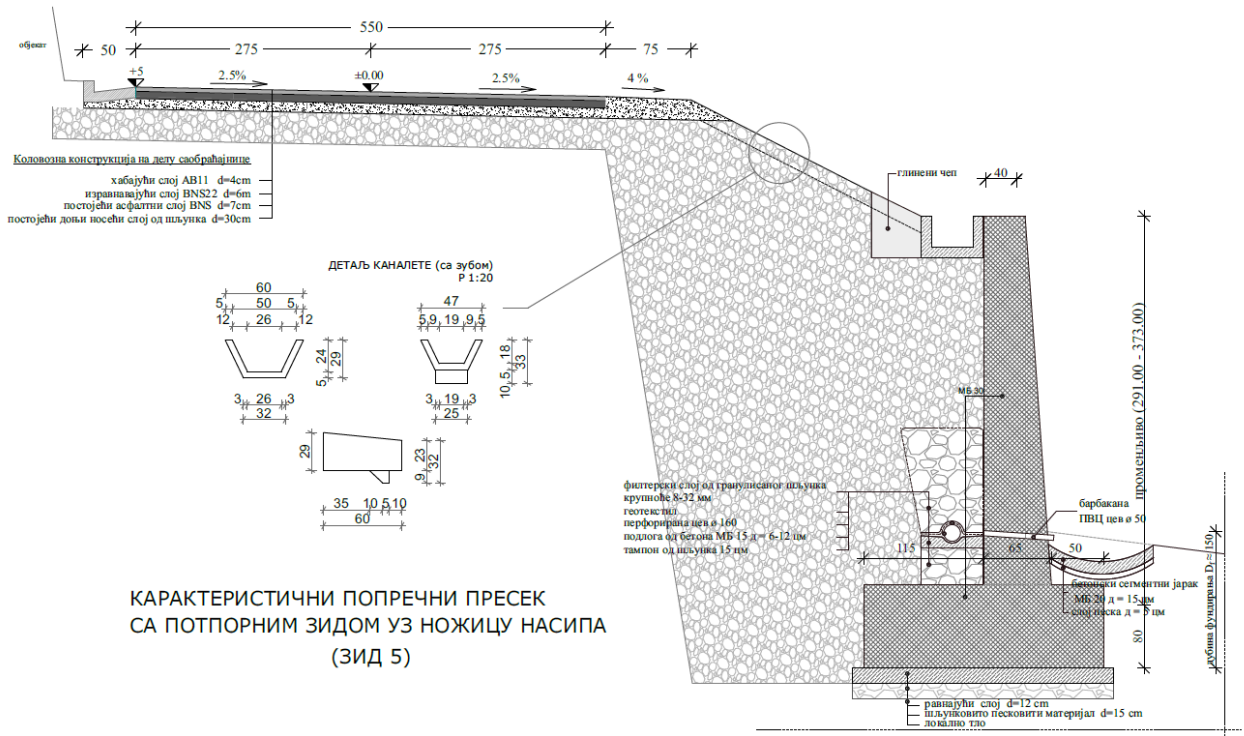 550
објекат
50
275
275
75
+5
2.5%
±0.00
2.5%
4 %
Коловозна конструкција на делу саобраћајнице
хабајући слој AB11 d=4cm
изравнавајући слој BNS22 d=6m
постојећи асфалтни слој BNS d=7cm
постојећи доњи носећи слој од шљунка d=30cm
глинени чеп
40
ДЕТАЉ КАНАЛЕТЕ (са зубом)
Р 1:20
60
5 50 5
12 26 12
24
29
5
3 26 3
32
47
5 9 19 9 5
18
5
10
33
3 19 3
25
29
23
9
32
35 10 5 10
60
МБ 30
променљиво (291.00 - 373.00)
филтерски слој од гранулисаног шљунка
крупноће 8-32 мм
геотекстил
перфорирана цев ø 160
подлога од бетона МБ 15 д = 6-12 цм
тампон од шљунка 15 цм
барбакана
ПВЦ цев ø 50
115
65
50
бетонски сегментни јарак
МБ 20 д = 15 цм
слој песка д = 5 цм
80
дубина фундирања D ≈ 150
КАРАКТЕРИСТИЧНИ ПОПРЕЧНИ ПРЕСЕК
СА ПОТПОРНИМ ЗИДОМ УЗ НОЖИЦУ НАСИПА
(ЗИД 5)
равнајући слој d=12 cm
шљунковито песковити материјал d=15 cm
локално тло